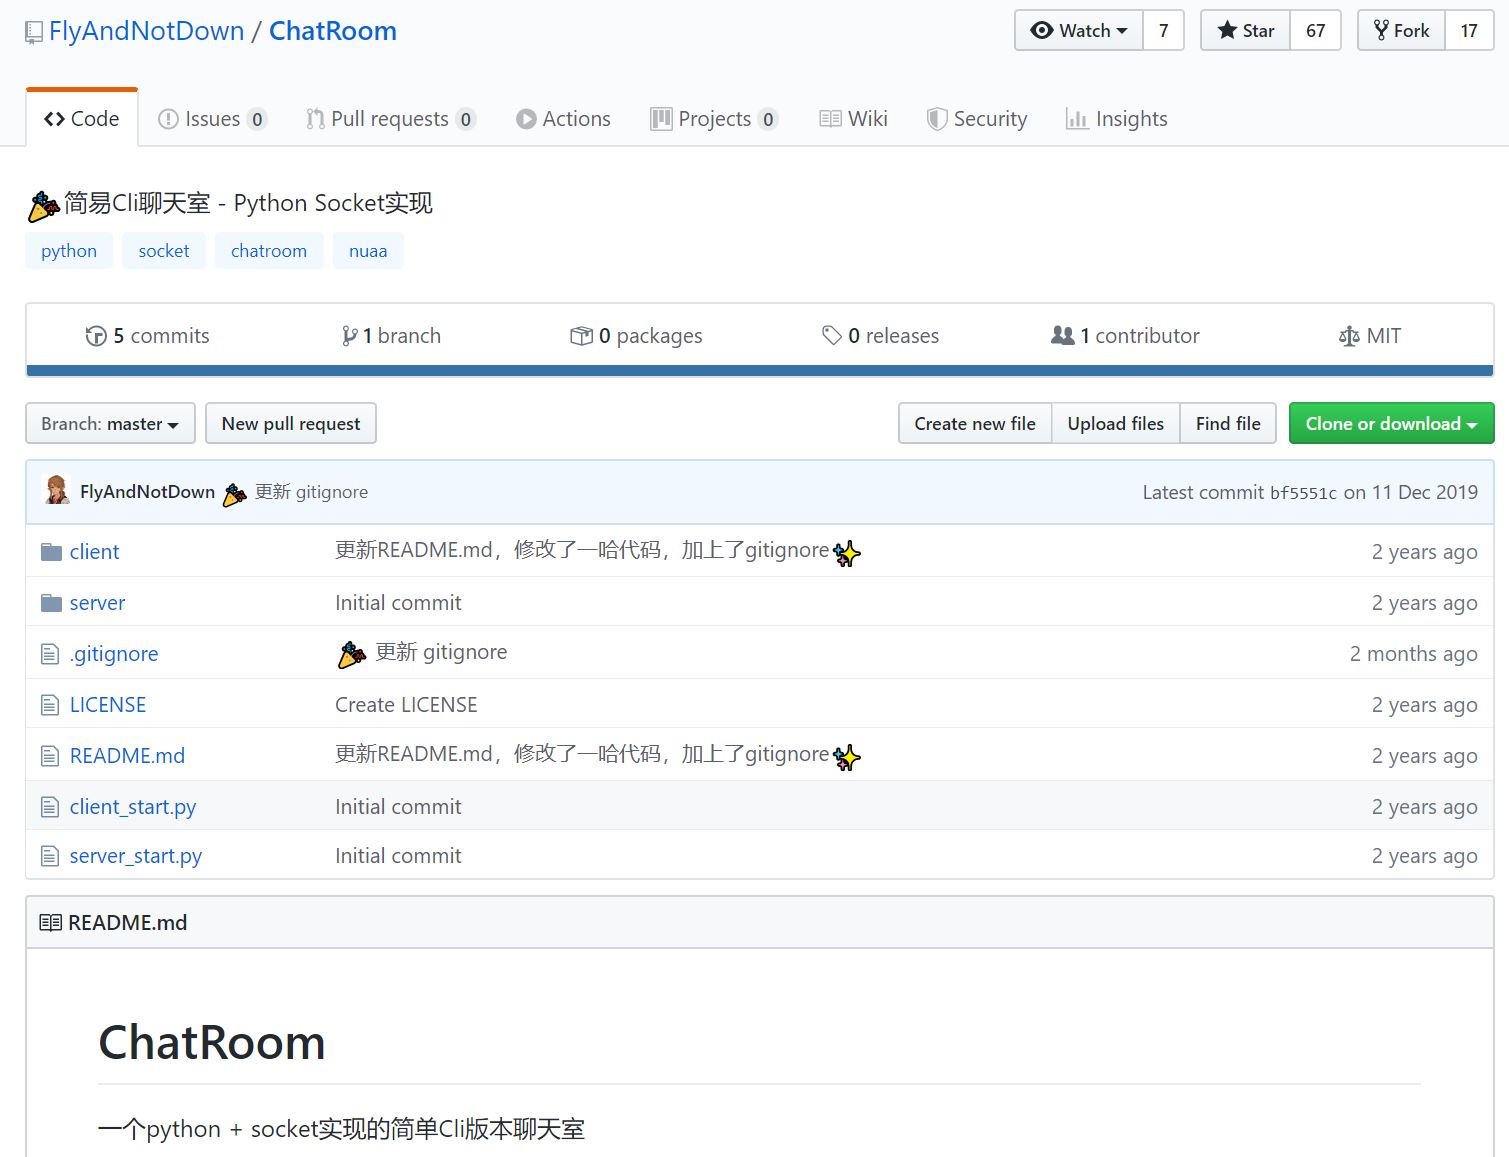 FlyAndNotDown / ChatRoom
Watch 7 Star 67 Fork 17
Code Issues 0 Pull requests 0 Actions Projects 0 Wiki Security Insights
简易Cli聊天室 - Python Socket实现
python socket chatroom nuaa
5 commits 1 branch 0 packages 0 releases 1 contributor MIT
Branch: master New pull request Create new file Upload files Find file Clone or download
FlyAndNotDown 更新 gitignore Latest commit bf5551c on 11 Dec 2019
client 更新README.md，修改了一哈代码，加上了gitignore 2 years ago
server Initial commit 2 years ago
.gitignore 更新 gitignore 2 months ago
LICENSE Create LICENSE 2 years ago
README.md 更新README.md，修改了一哈代码，加上了gitignore 2 years ago
client_start.py Initial commit 2 years ago
server_start.py Initial commit 2 years ago
README.md
ChatRoom
一个python + socket实现的简单Cli版本聊天室